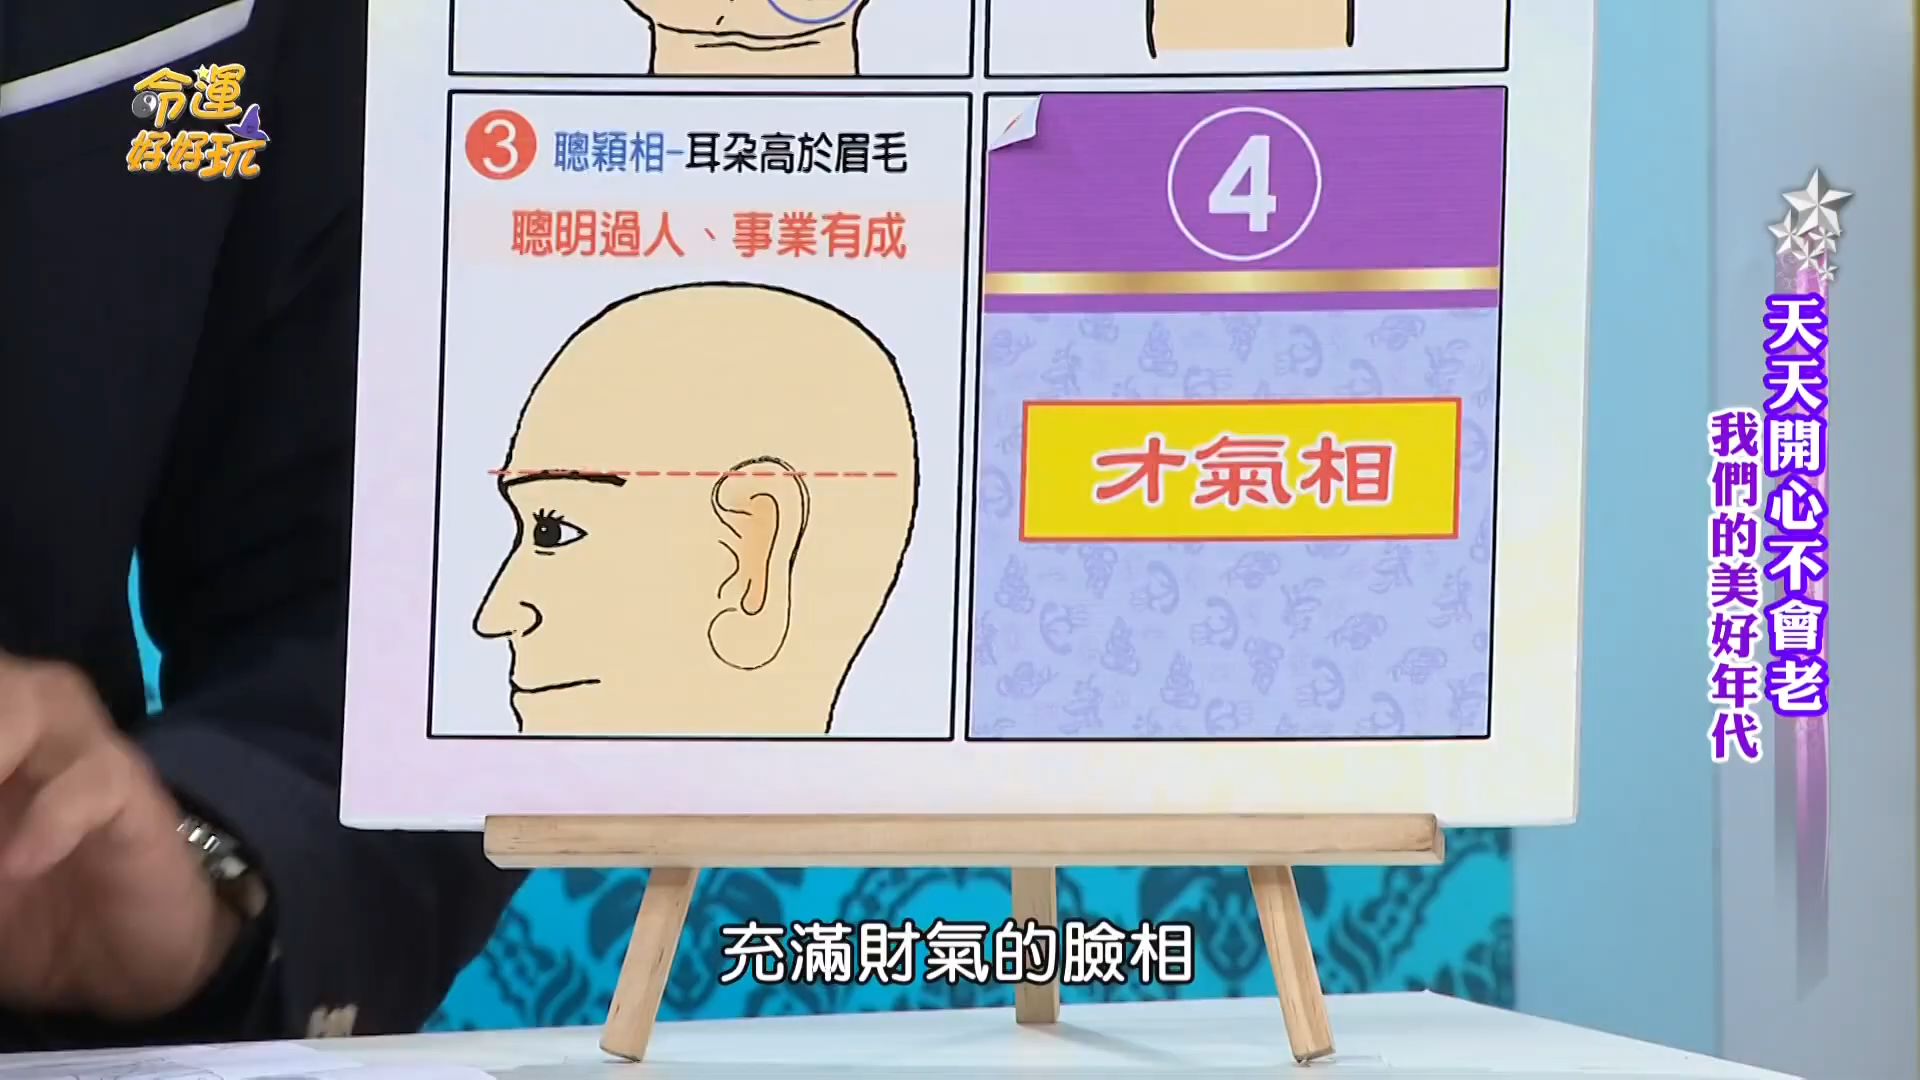 命運
好好玩
3 聰穎相-耳朵高於眉毛
聰明過人、事業有成
4
才氣相
天天開心不會老
我們的美好年代
充滿財氣的臉相